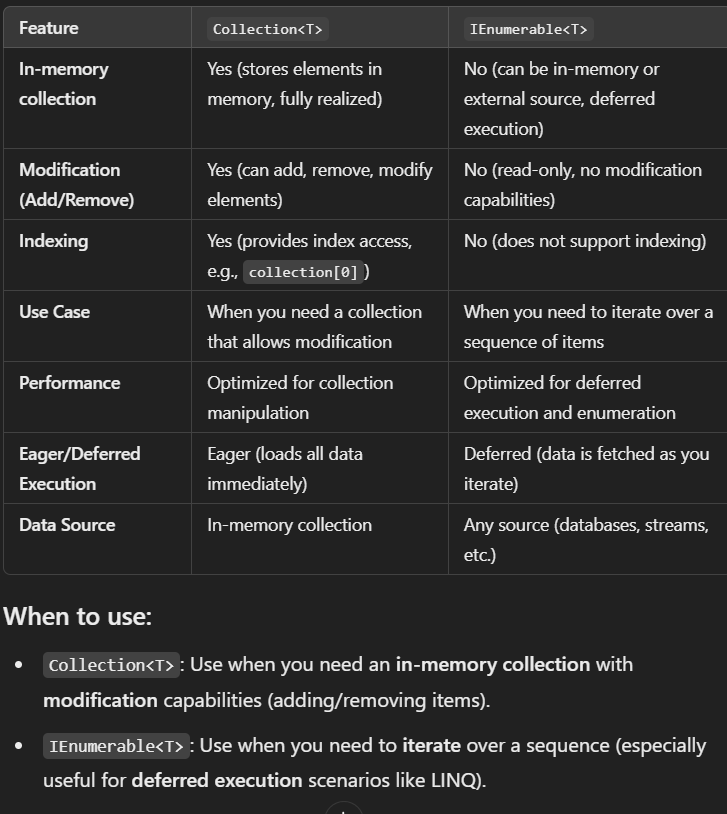 Feature Collection<T> IEnumerable<T>
In-memory Yes (stores elements in No (can be in-memory or
collection memory, fully realized) external source, deferred
execution)
Modification Yes (can add, remove, modify No (read-only, no modification
(Add/Remove) elements) capabilities)
Indexing Yes (provides index access, No (does not support indexing)
e.g., collection[0])
Use Case When you need a collection When you need to iterate over a
that allows modification sequence of items
Performance Optimized for collection Optimized for deferred
manipulation execution and enumeration
Eager/Deferred Eager (loads all data Deferred (data is fetched as you
Execution immediately) iterate)
Data Source In-memory collection Any source (databases, streams,
etc.)
When to use:
• Collection<T>: Use when you need an in-memory collection with
modification capabilities (adding/removing items).
• IEnumerable<T>: Use when you need to iterate over a sequence (especially
useful for deferred execution scenarios like LINQ).